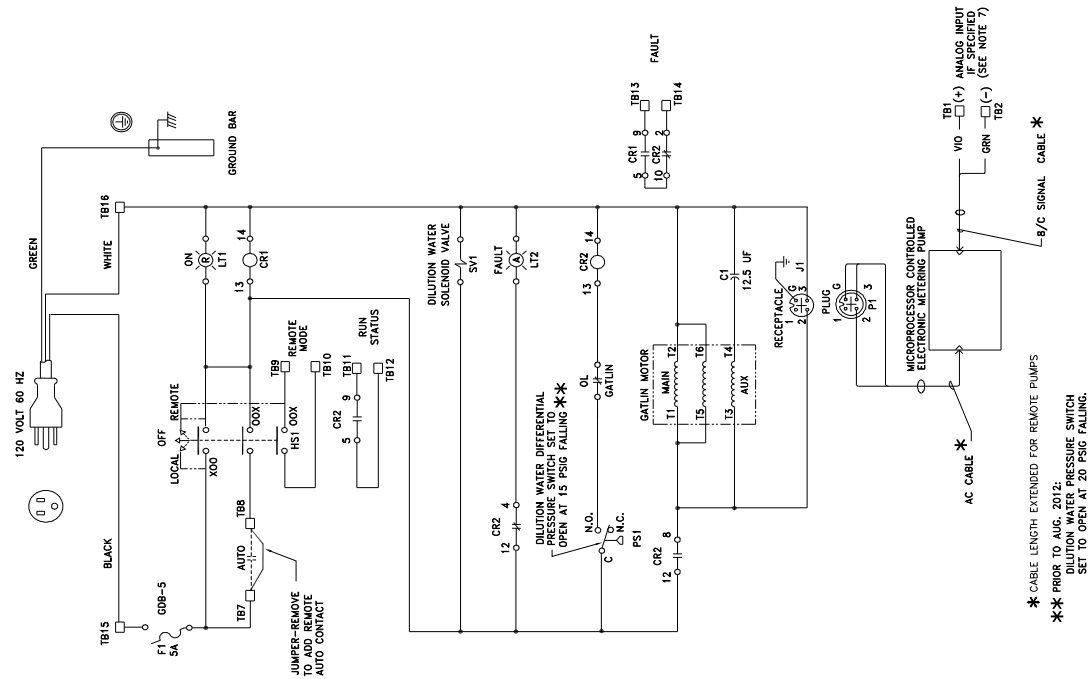 120 VOLT 60 HZ
GREEN
BLACK
WHITE
TB15
TB16
GROUND BAR
GDB-5
F1
5A
LOCAL
OFF
REMOTE
XOO
ON
R
LT1
TB7
AUTO
TB8
OOX
13
14
CR1
HS1
OOX
TB9
REMOTE
MODE
TB10
JUMPER-REMOVE
TO ADD REMOTE
AUTO CONTACT
5
CR2
9
TB11
RUN
STATUS
TB12
DILUTION WATER
SOLENOID VALVE
SV1
12
CR2
4
FAULT
A
LT2
DILUTION WATER DIFFERENTIAL
PRESSURE SWITCH SET TO
OPEN AT 15 PSIG FALLING **
C
N.O.
N.C.
PS1
OL
GATLIN
13
CR2
14
5
CR1
9
TB13
10
CR2
2
TB14
FAULT
12
CR2
8
GATLIN MOTOR
T1
MAIN
T2
T5
T6
T3
AUX
T4
C1
12.5 UF
RECEPTACLE
1
G
2
3
J1
PLUG
1
G
2
3
P1
MICROPROCESSOR CONTROLLED
ELECTRONIC METERING PUMP
AC CABLE *
B/C SIGNAL CABLE *
VIO
GRN
TB1
(+)
ANALOG INPUT
IF SPECIFIED
(-)
(SEE NOTE 7)
TB2
* CABLE LENGTH EXTENDED FOR REMOTE PUMPS
** PRIOR TO AUG. 2012:
DILUTION WATER PRESSURE SWITCH
SET TO OPEN AT 20 PSIG FALLING.